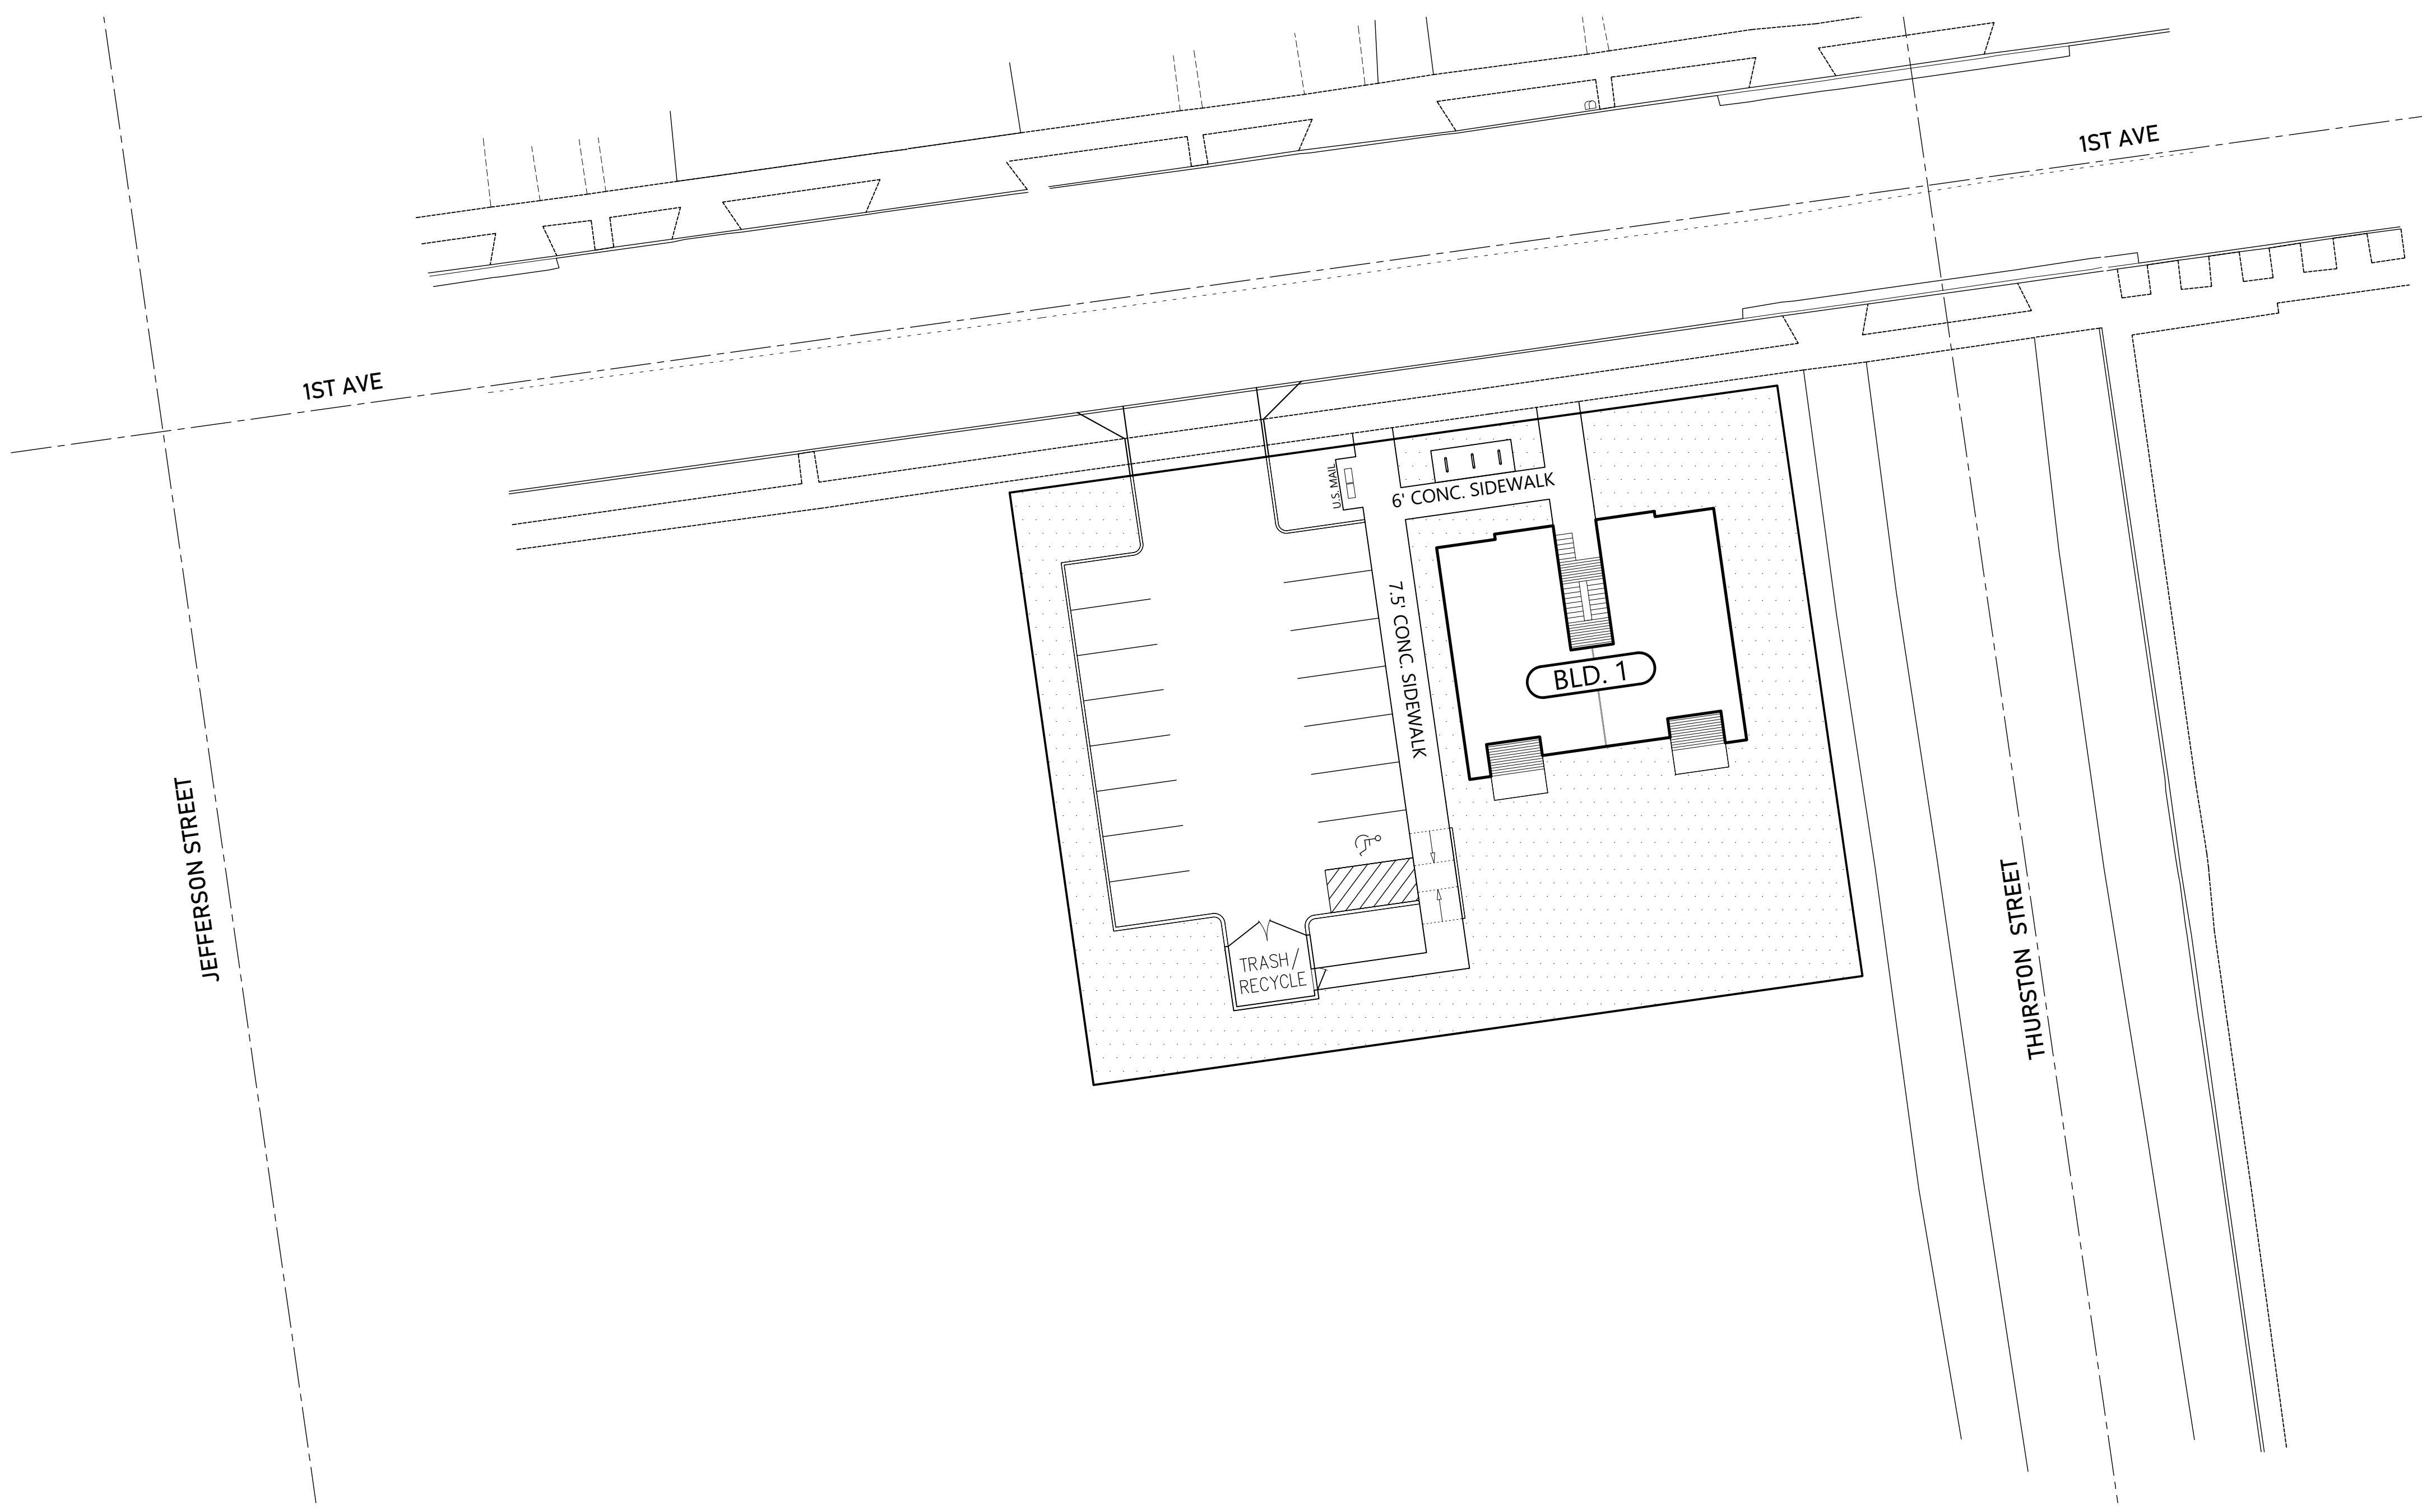 1ST AVE
1ST AVE
U.S. MAIL
6' CONC. SIDEWALK
7.5' CONC. SIDEWALK
BLD. 1
JEFFERSON STREET
THURSTON STREET
TRASH/
RECYCLE